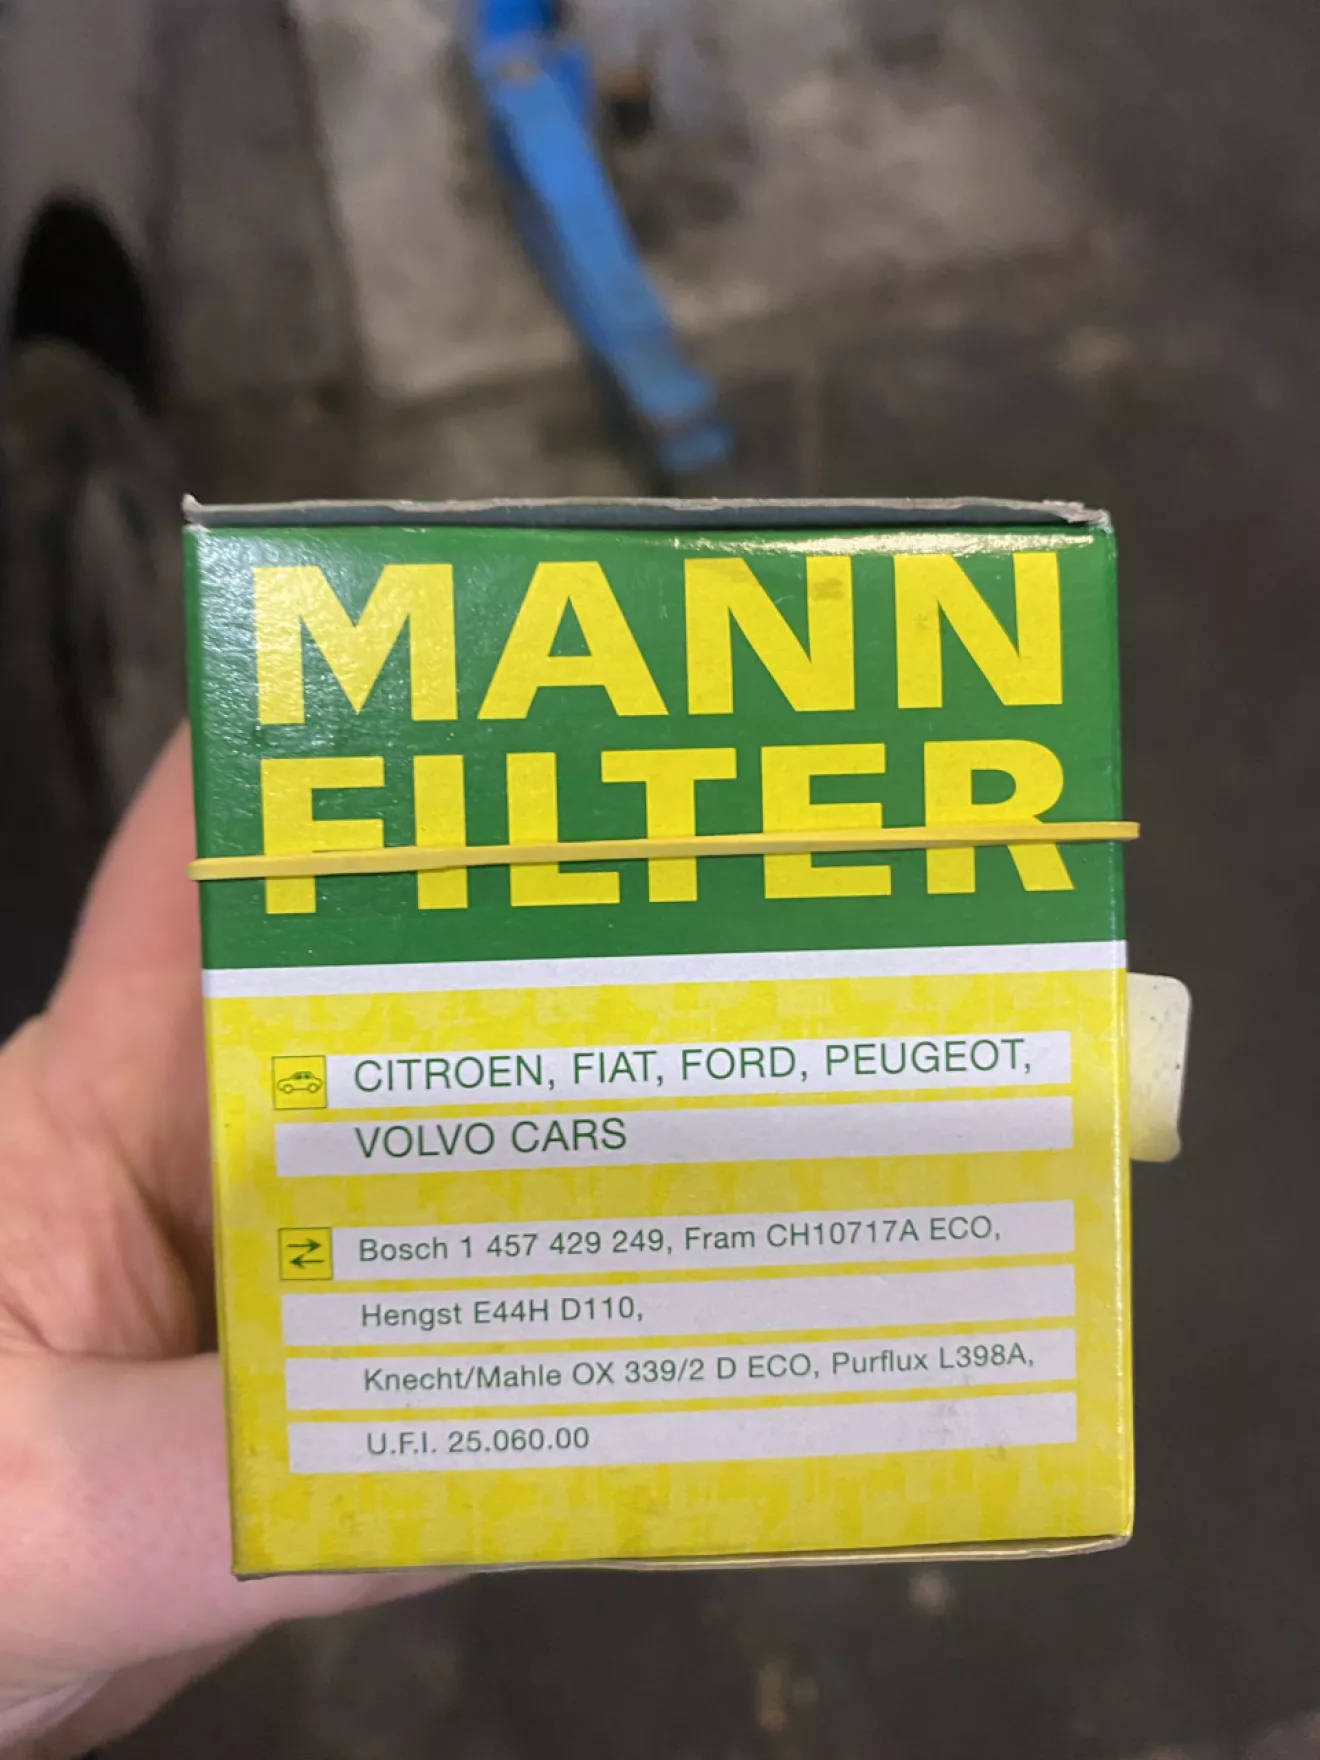 MANN
FILTER
CITROEN, FIAT, FORD, PEUGEOT,
VOLVO CARS
Bosch 1 457 429 249, Fram CH10717A ECO,
Hengst E44H D110,
Knecht/Mahle OX 339/2 D ECO, Purflux L398A,
U.F.I. 25.060.00